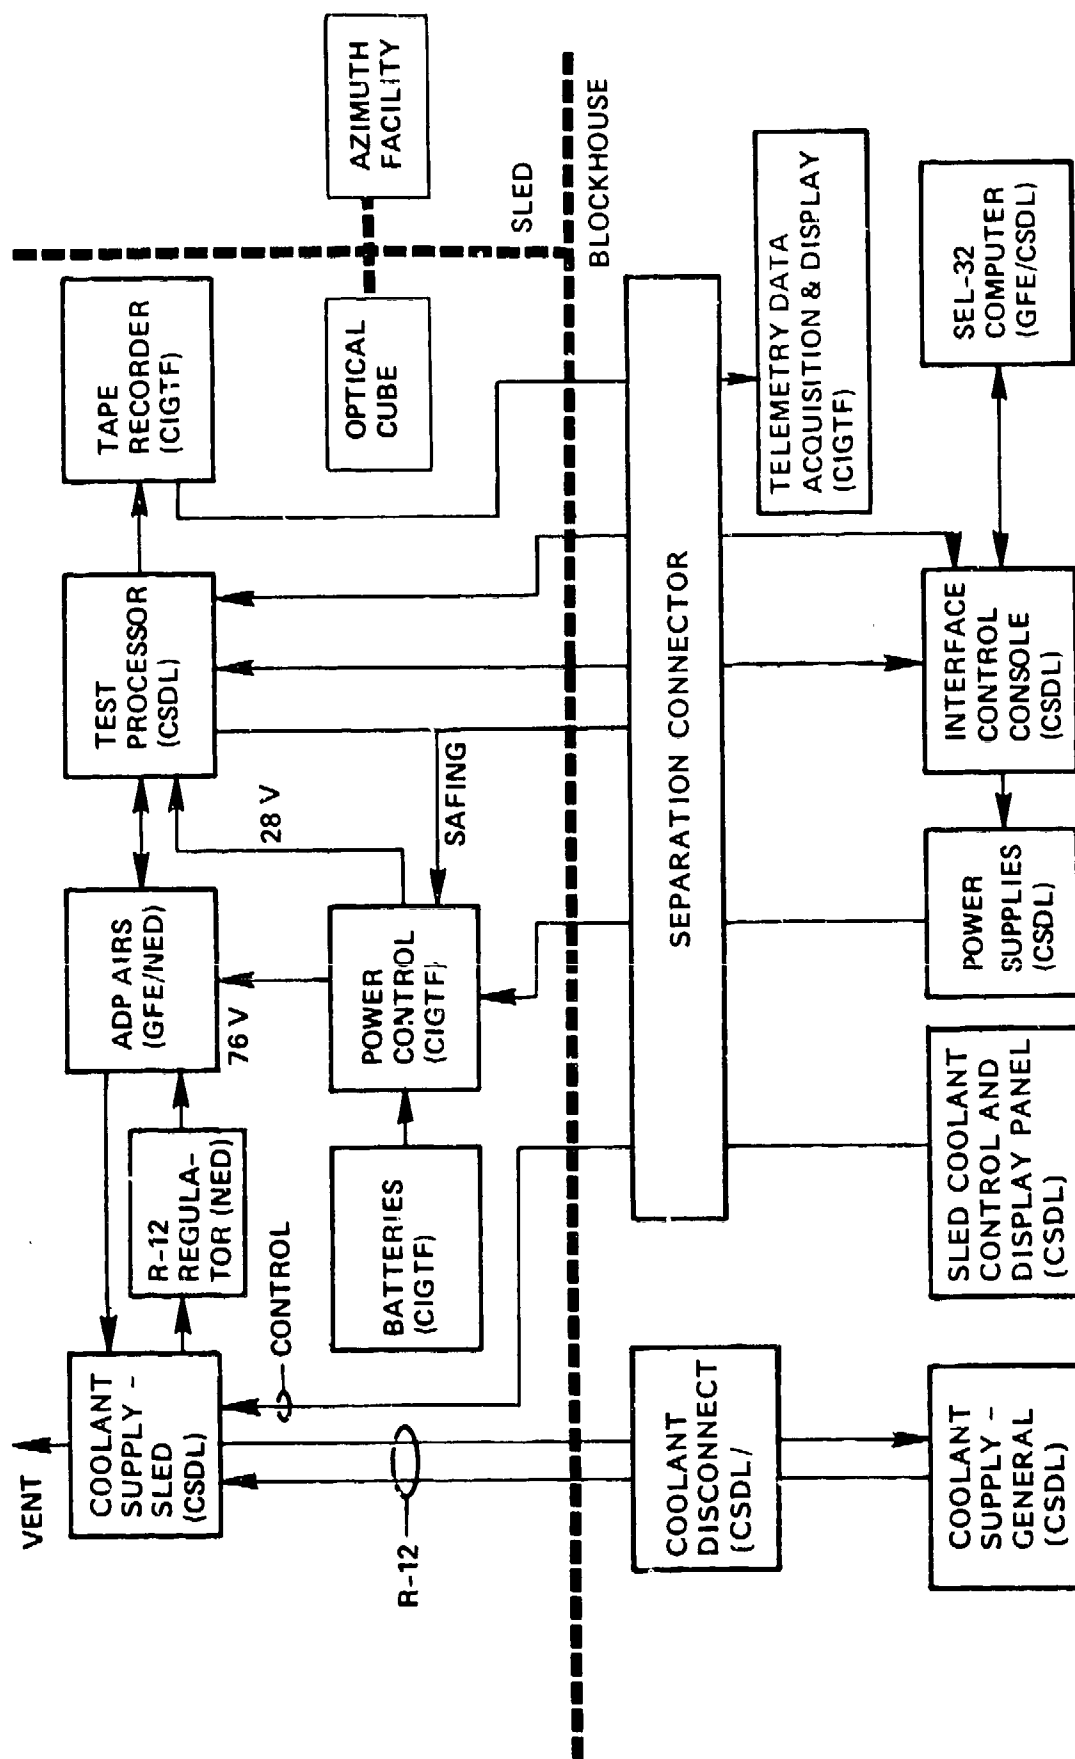 VENT
COOLANT
SUPPLY –
SLED
(CSDL)
R-12
REGULA-
TOR (NED)
ADP AIRS
(GFE/NED)
TEST
PROCESSOR
(CSDL)
TAPE
RECORDER
(CIGTF)
CONTROL
R-12
76 V
28 V
BATTERIES
(CIGTF)
POWER
CONTROL
(CIGTF)
SAFING
OPTICAL
CUBE
AZIMUTH
FACILITY
SLED
BLOCKHOUSE
COOLANT
DISCONNECT
(CSDL/
SEPARATION CONNECTOR
TELEMETRY DATA
ACQUISITION & DISPLAY
(CIGTF)
COOLANT
SUPPLY –
GENERAL
(CSDL)
SLED COOLANT
CONTROL AND
DISPLAY PANEL
(CSDL)
POWER
SUPPLIES
(CSDL)
INTERFACE
CONTROL
CONSOLE
(CSDL)
SEL-32
COMPUTER
(GFE/CSDL)